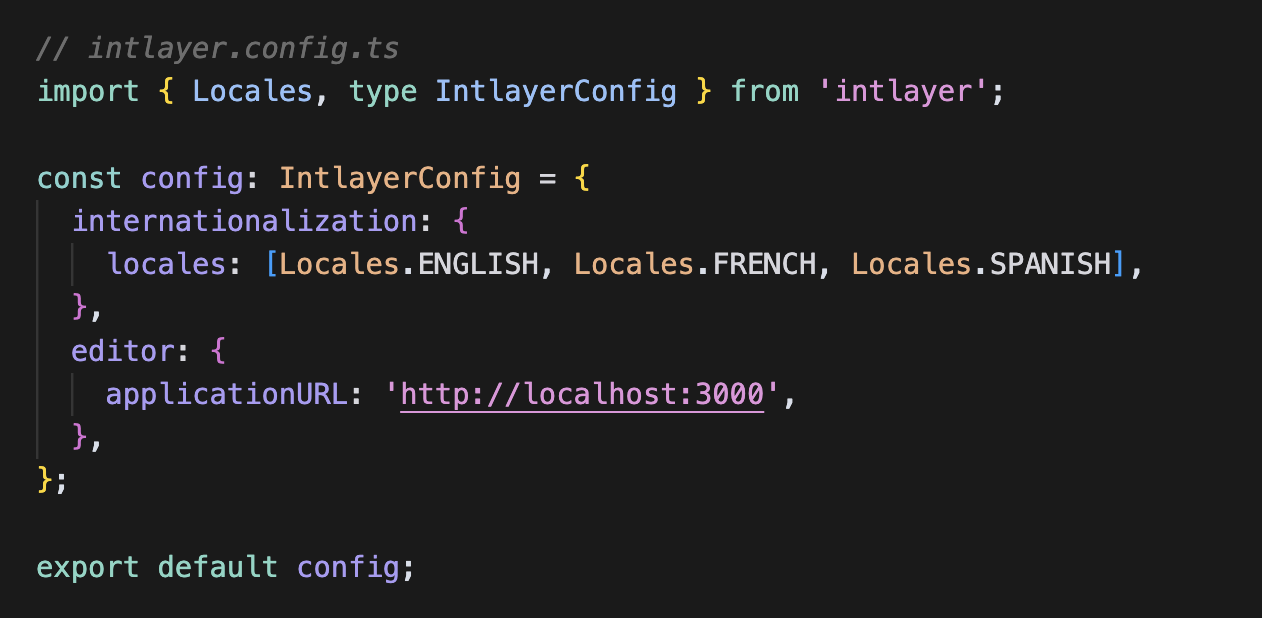 // intlayer.config.ts
import { Locales, type IntlayerConfig } from 'intlayer';
const config: IntlayerConfig = {
internationalization: {
locales: [Locales.ENGLISH, Locales.FRENCH, Locales.SPANISH],
},
editor: {
applicationURL: 'http://localhost:3000',
},
};
export default config;